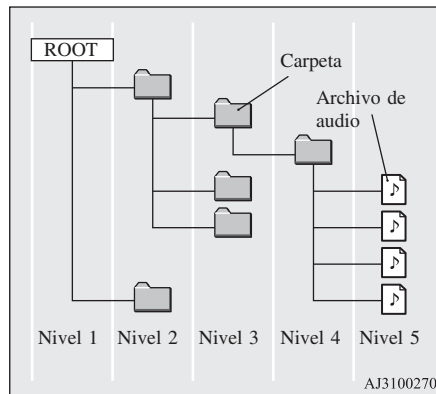 ROOT
Carpeta
Archivo de
audio
Nivel 1
Nivel 2
Nivel 3
Nivel 4
Nivel 5
AJ3100270